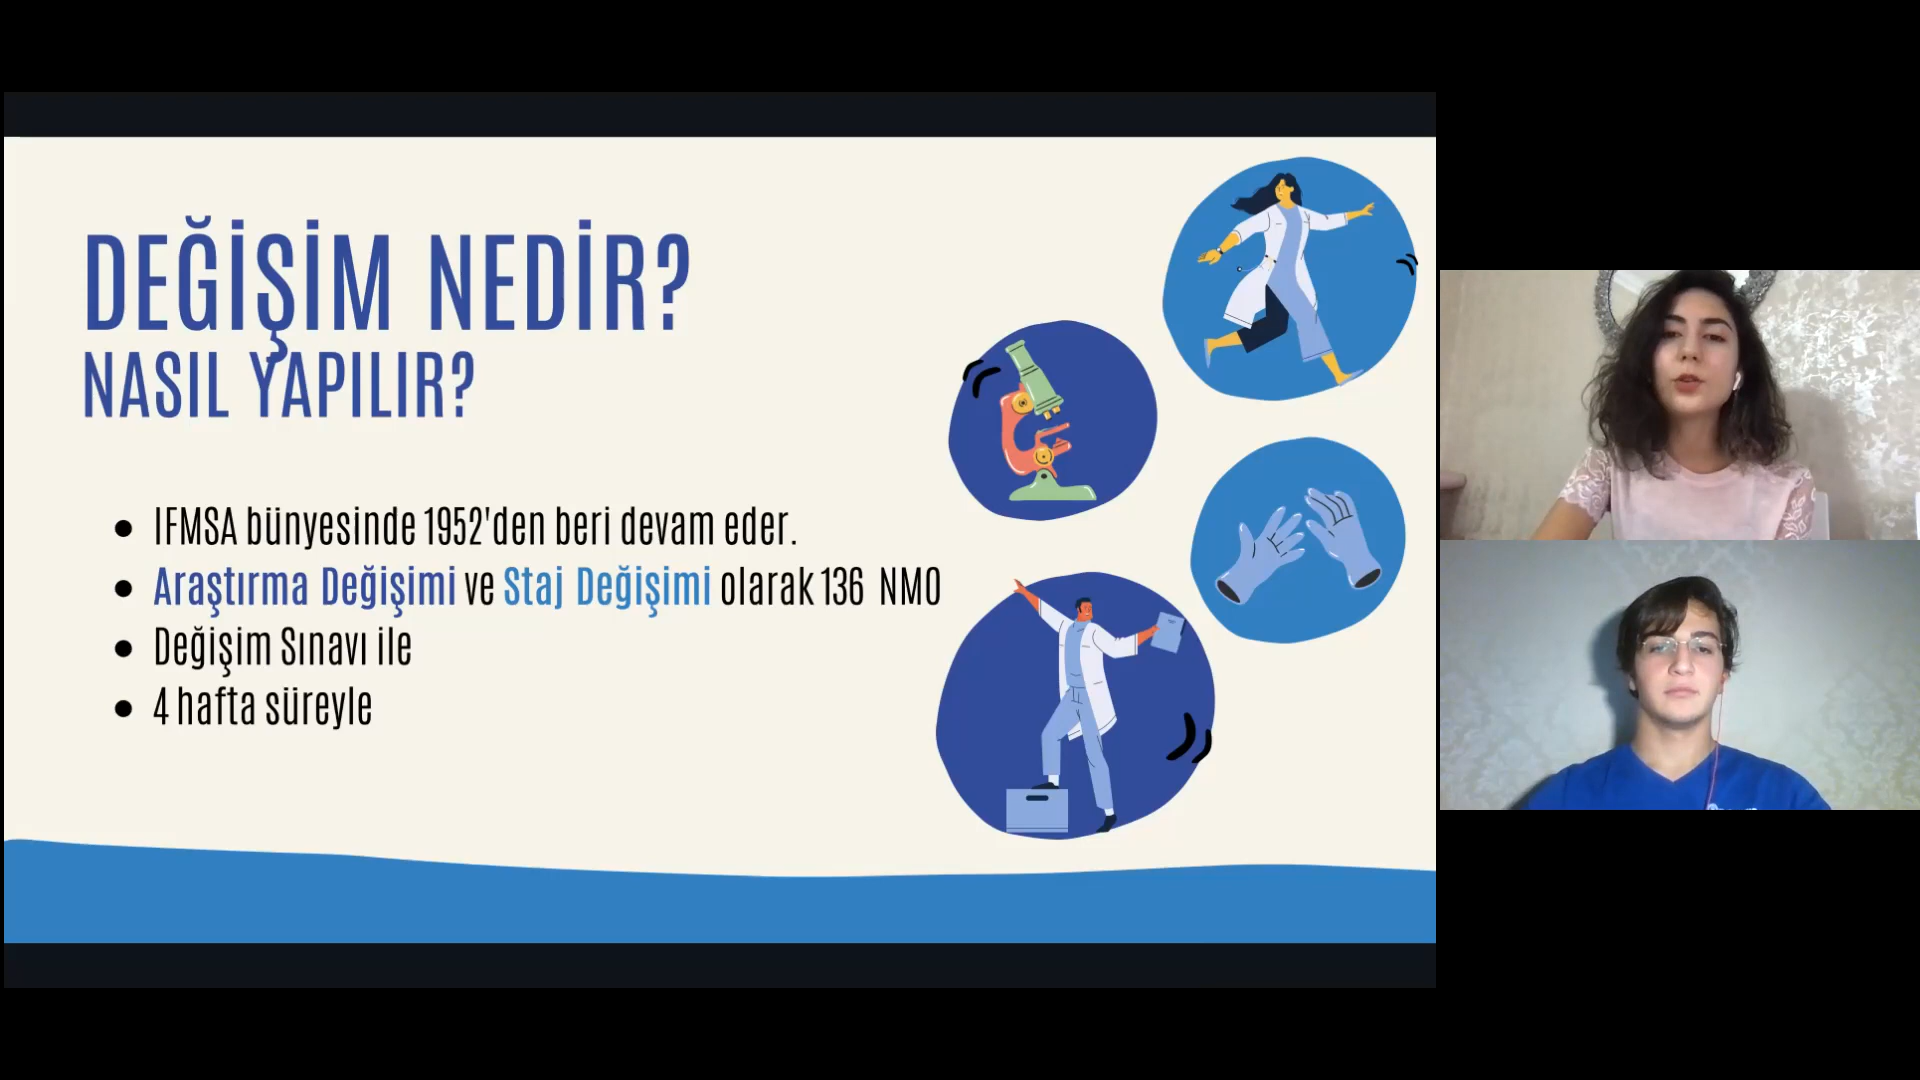 DEĞİŞİM NEDİR?
NASIL YAPILIR?
IFMSA bünyesinde 1952'den beri devam eder.
Araştırma Değişimi ve Staj Değişimi olarak 136 NMO
Değişim Sınavı ile
4 hafta süreyle